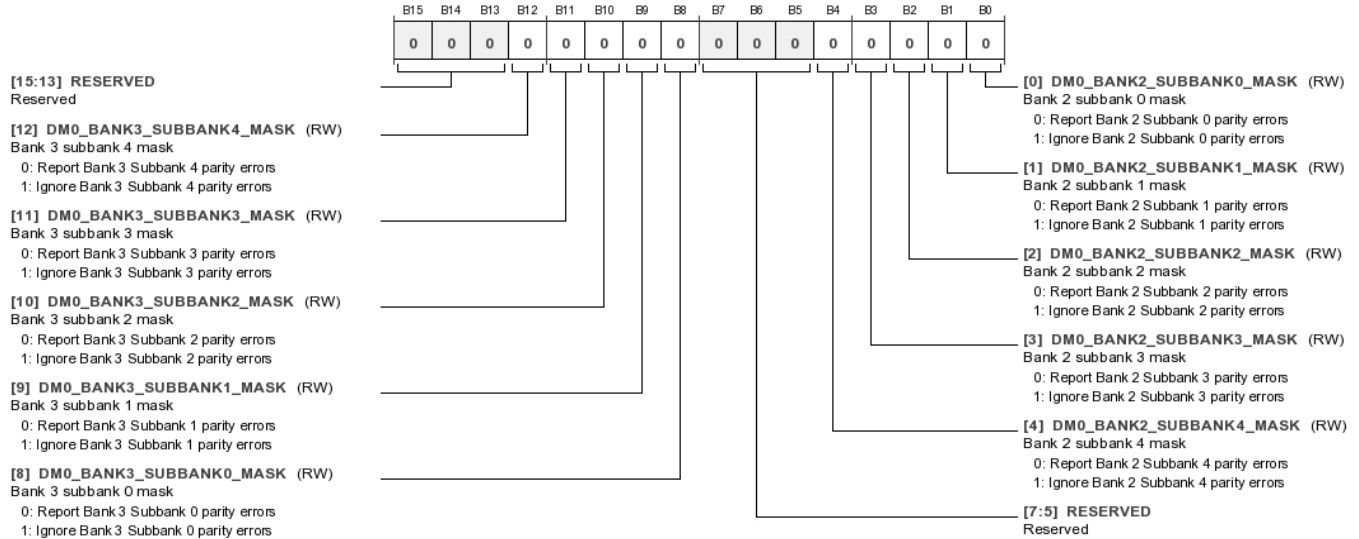 B15 B14 B13 B12 B11 B10 B9 B8 B7 B6 B5 B4 B3 B2 B1 B0
0 0 0 0 0 0 0 0 0 0 0 0 0 0 0 0
[15:13] RESERVED
Reserved
[12] DM0_BANK3_SUBBANK4_MASK (RW)
Bank 3 subbank 4 mask
0: Report Bank 3 Subbank 4 parity errors
1: Ignore Bank 3 Subbank 4 parity errors
[11] DM0_BANK3_SUBBANK3_MASK (RW)
Bank 3 subbank 3 mask
0: Report Bank 3 Subbank 3 parity errors
1: Ignore Bank 3 Subbank 3 parity errors
[10] DM0_BANK3_SUBBANK2_MASK (RW)
Bank 3 subbank 2 mask
0: Report Bank 3 Subbank 2 parity errors
1: Ignore Bank 3 Subbank 2 parity errors
[9] DM0_BANK3_SUBBANK1_MASK (RW)
Bank 3 subbank 1 mask
0: Report Bank 3 Subbank 1 parity errors
1: Ignore Bank 3 Subbank 1 parity errors
[8] DM0_BANK3_SUBBANK0_MASK (RW)
Bank 3 subbank 0 mask
0: Report Bank 3 Subbank 0 parity errors
1: Ignore Bank 3 Subbank 0 parity errors
[0] DM0_BANK2_SUBBANK0_MASK (RW)
Bank 2 subbank 0 mask
0: Report Bank 2 Subbank 0 parity errors
1: Ignore Bank 2 Subbank 0 parity errors
[1] DM0_BANK2_SUBBANK1_MASK (RW)
Bank 2 subbank 1 mask
0: Report Bank 2 Subbank 1 parity errors
1: Ignore Bank 2 Subbank 1 parity errors
[2] DM0_BANK2_SUBBANK2_MASK (RW)
Bank 2 subbank 2 mask
0: Report Bank 2 Subbank 2 parity errors
1: Ignore Bank 2 Subbank 2 parity errors
[3] DM0_BANK2_SUBBANK3_MASK (RW)
Bank 2 subbank 3 mask
0: Report Bank 2 Subbank 3 parity errors
1: Ignore Bank 2 Subbank 3 parity errors
[4] DM0_BANK2_SUBBANK4_MASK (RW)
Bank 2 subbank 4 mask
0: Report Bank 2 Subbank 4 parity errors
1: Ignore Bank 2 Subbank 4 parity errors
[7:5] RESERVED
Reserved